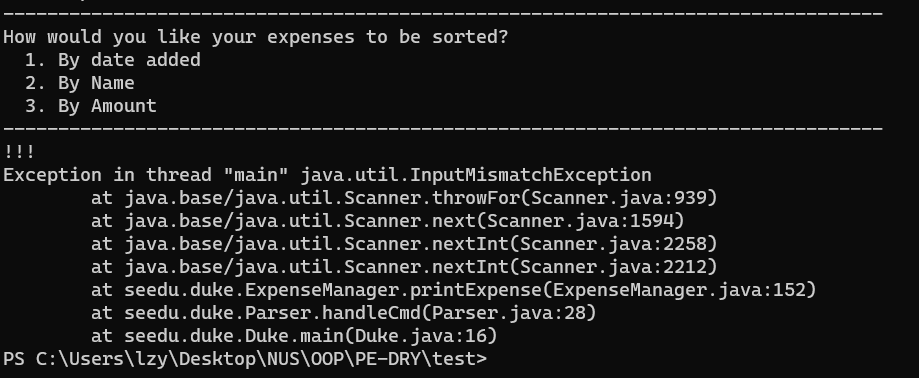 --------------------------------------------------------------------------------
How would you like your expenses to be sorted?
  1. By date added
  2. By Name
  3. By Amount
--------------------------------------------------------------------------------
!!!
Exception in thread "main" java.util.InputMismatchException
        at java.base/java.util.Scanner.throwFor(Scanner.java:939)
        at java.base/java.util.Scanner.next(Scanner.java:1594)
        at java.base/java.util.Scanner.nextInt(Scanner.java:2258)
        at java.base/java.util.Scanner.nextInt(Scanner.java:2212)
        at seedu.duke.ExpenseManager.printExpense(ExpenseManager.java:152)
        at seedu.duke.Parser.handleCmd(Parser.java:28)
        at seedu.duke.Duke.main(Duke.java:16)
PS C:\Users\lzy\Desktop\NUS\OOP\PE-DRY\test>